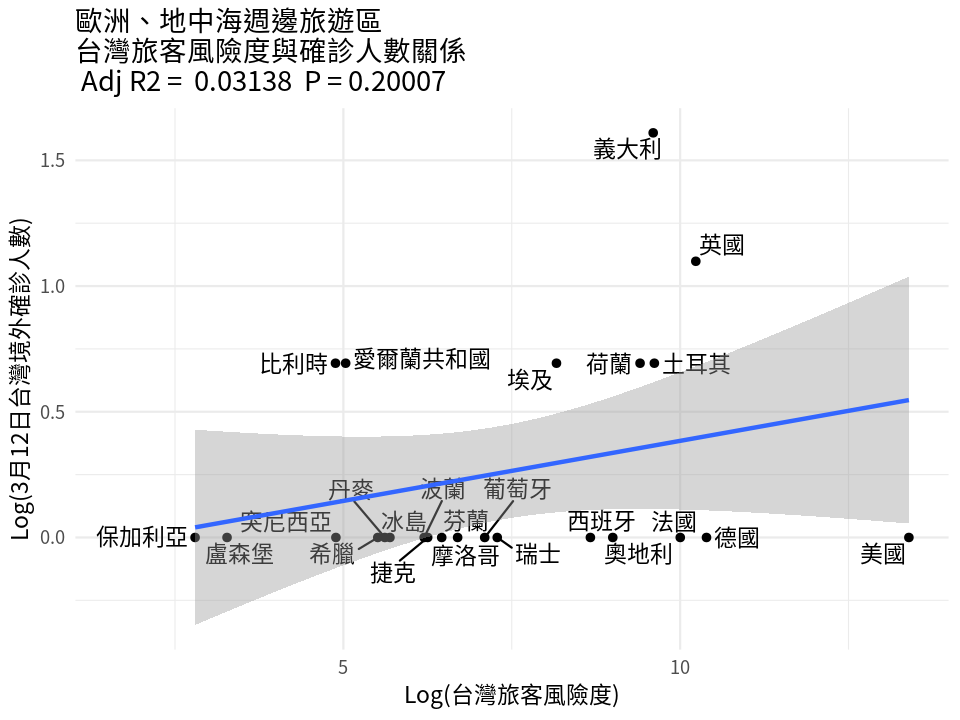 歐洲、地中海週邊旅遊區
台灣旅客風險度與確診人數關係
Adj R2 = 0.03138 P = 0.20007
Log(3月12日台灣境外確診人數)
1.5
1.0
0.5
0.0
義大利
英國
比利時
愛爾蘭共和國
埃及
荷蘭
土耳其
丹麥
波蘭
葡萄牙
突尼西亞
冰島
芬蘭
西班牙
法國
保加利亞
德國
盧森堡
希臘
捷克
摩洛哥
瑞士
奧地利
美國
5
10
Log(台灣旅客風險度)